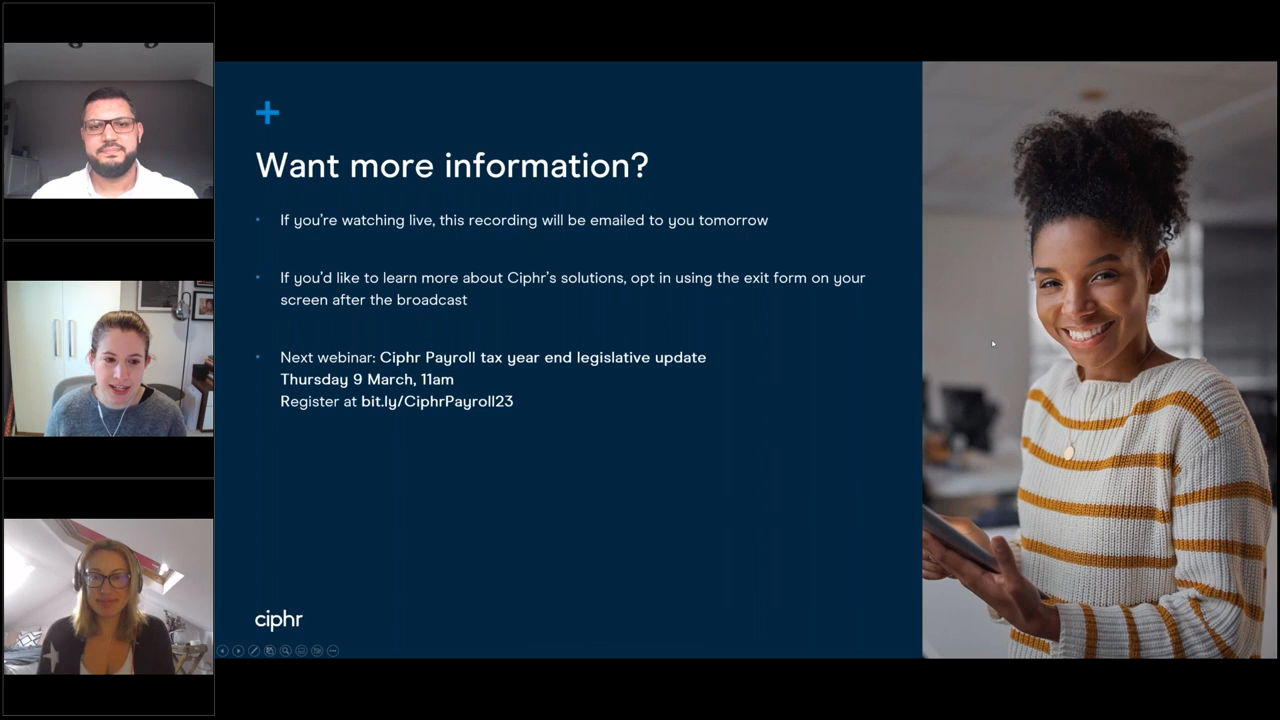 Want more information?
• If you're watching live, this recording will be emailed to you tomorrow
• If you'd like to learn more about Ciphr's solutions, opt in using the exit form on your
screen after the broadcast
• Next webinar: Ciphr Payroll tax year end legislative update
Thursday 9 March, 11am
Register at bit.ly/CiphrPayroll23
ciphr